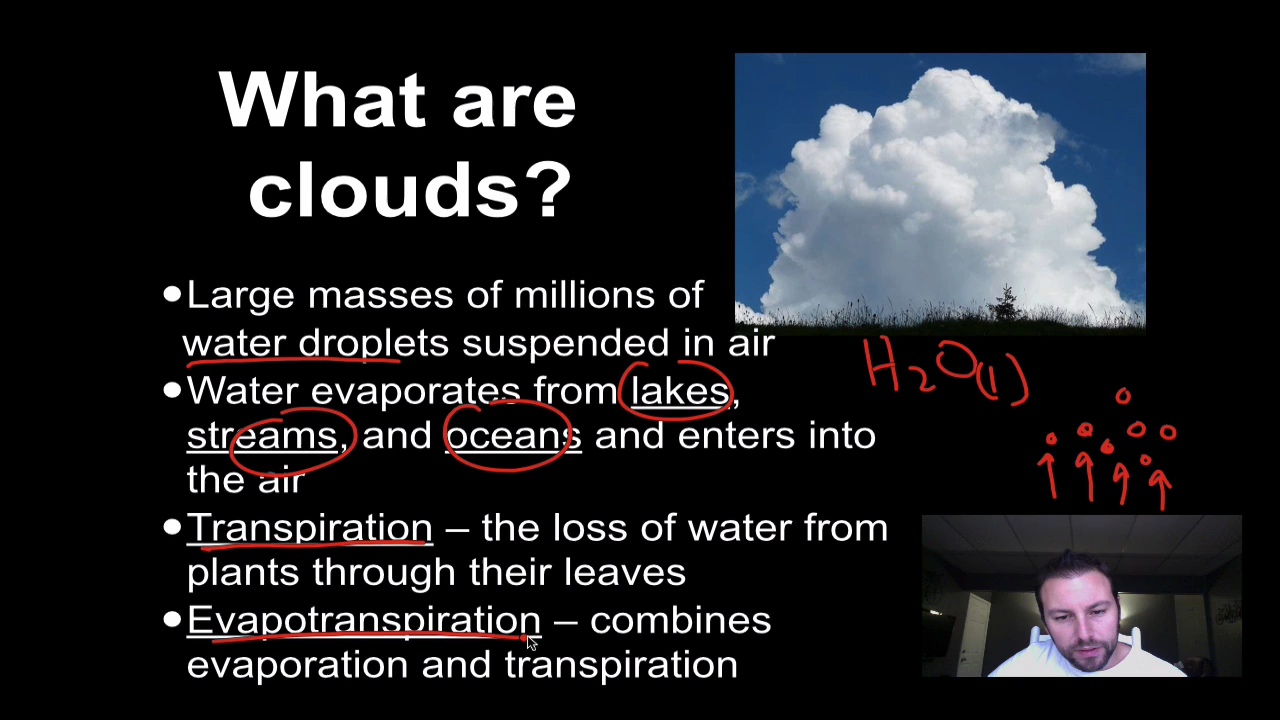 What are
clouds?
•Large masses of millions of
water droplets suspended in air
•Water evaporates from lakes,
streams, and oceans and enters into
the air
•Transpiration – the loss of water from
plants through their leaves
•Evapotranspiration – combines
evaporation and transpiration
H2O(l)